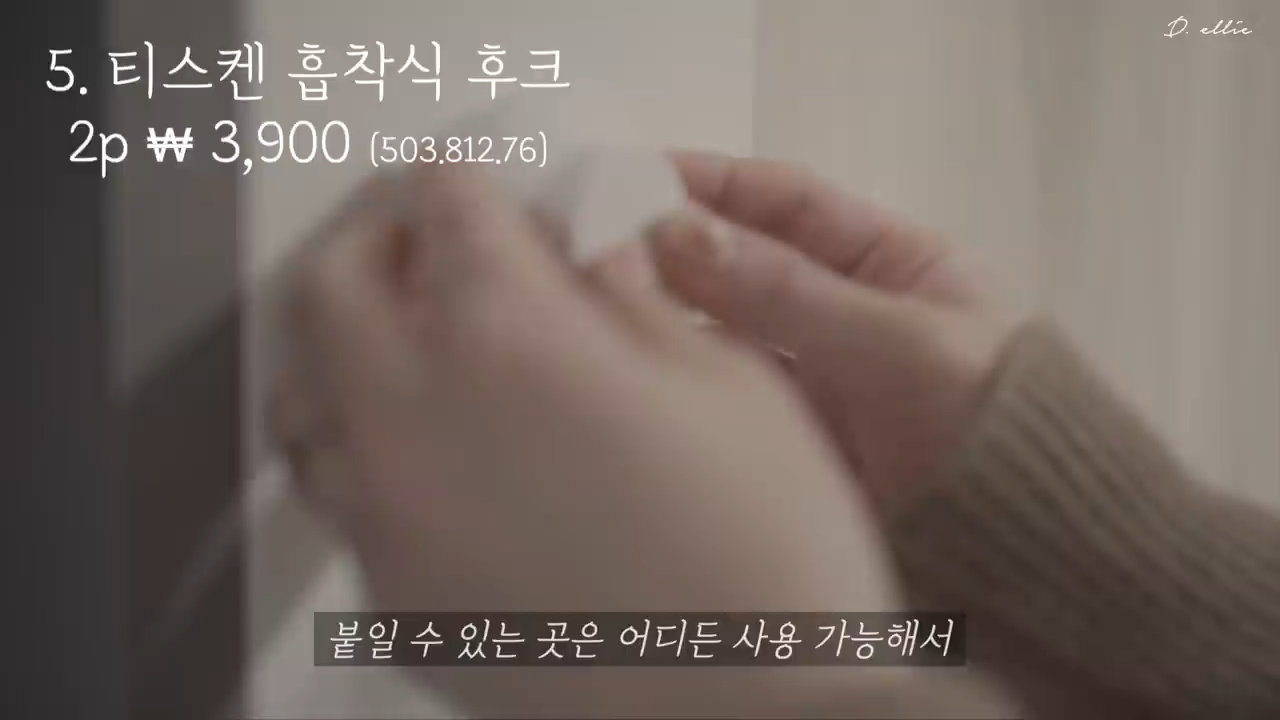 D. ellie
5. 티스켄 흡착식 후크
2p ₩ 3,900 (503.812.76)
붙일 수 있는 곳은 어디든 사용 가능해서